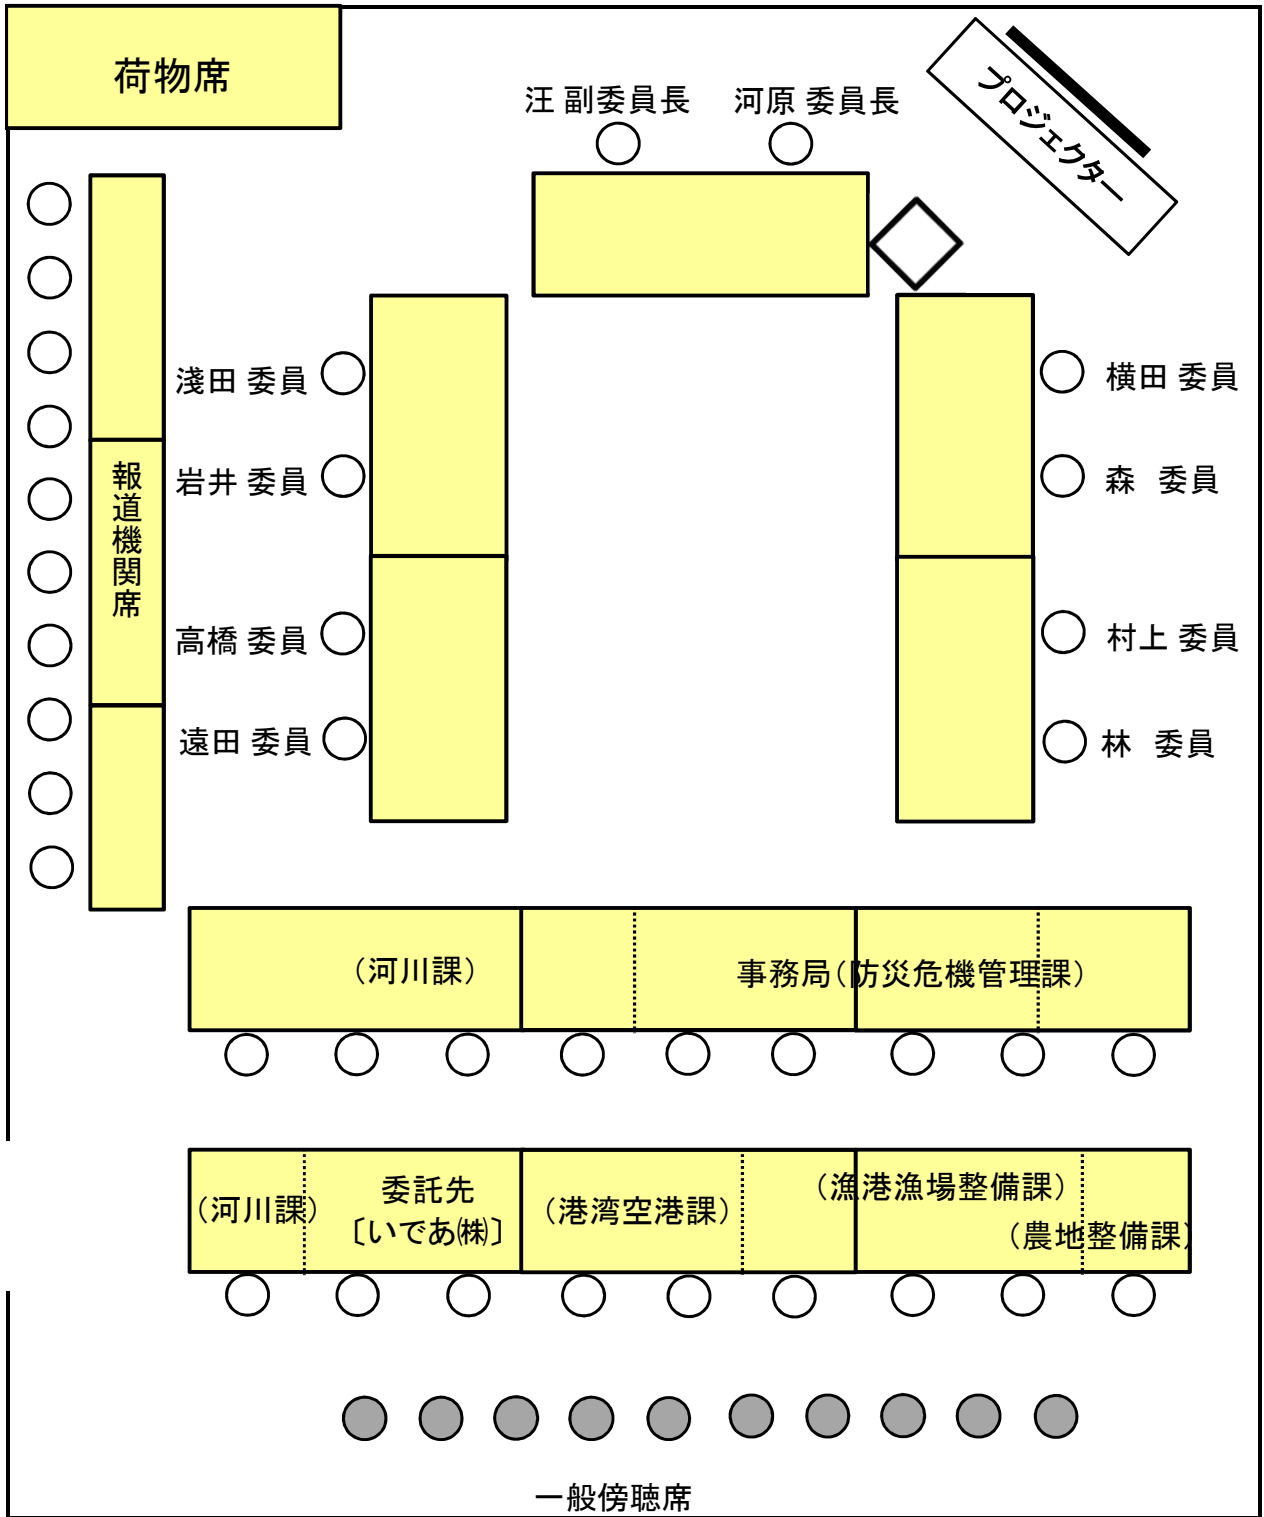 荷物席
汪 副委員長
河原 委員長
プロジェクター
淺田 委員
横田 委員
岩井 委員
森 委員
報道機関席
高橋 委員
村上 委員
遠田 委員
林 委員
（河川課）
事務局（防災危機管理課）
（河川課）
委託先
〔いであ㈱〕
（港湾空港課）
（漁港漁場整備課）
（農地整備課）
一般傍聴席